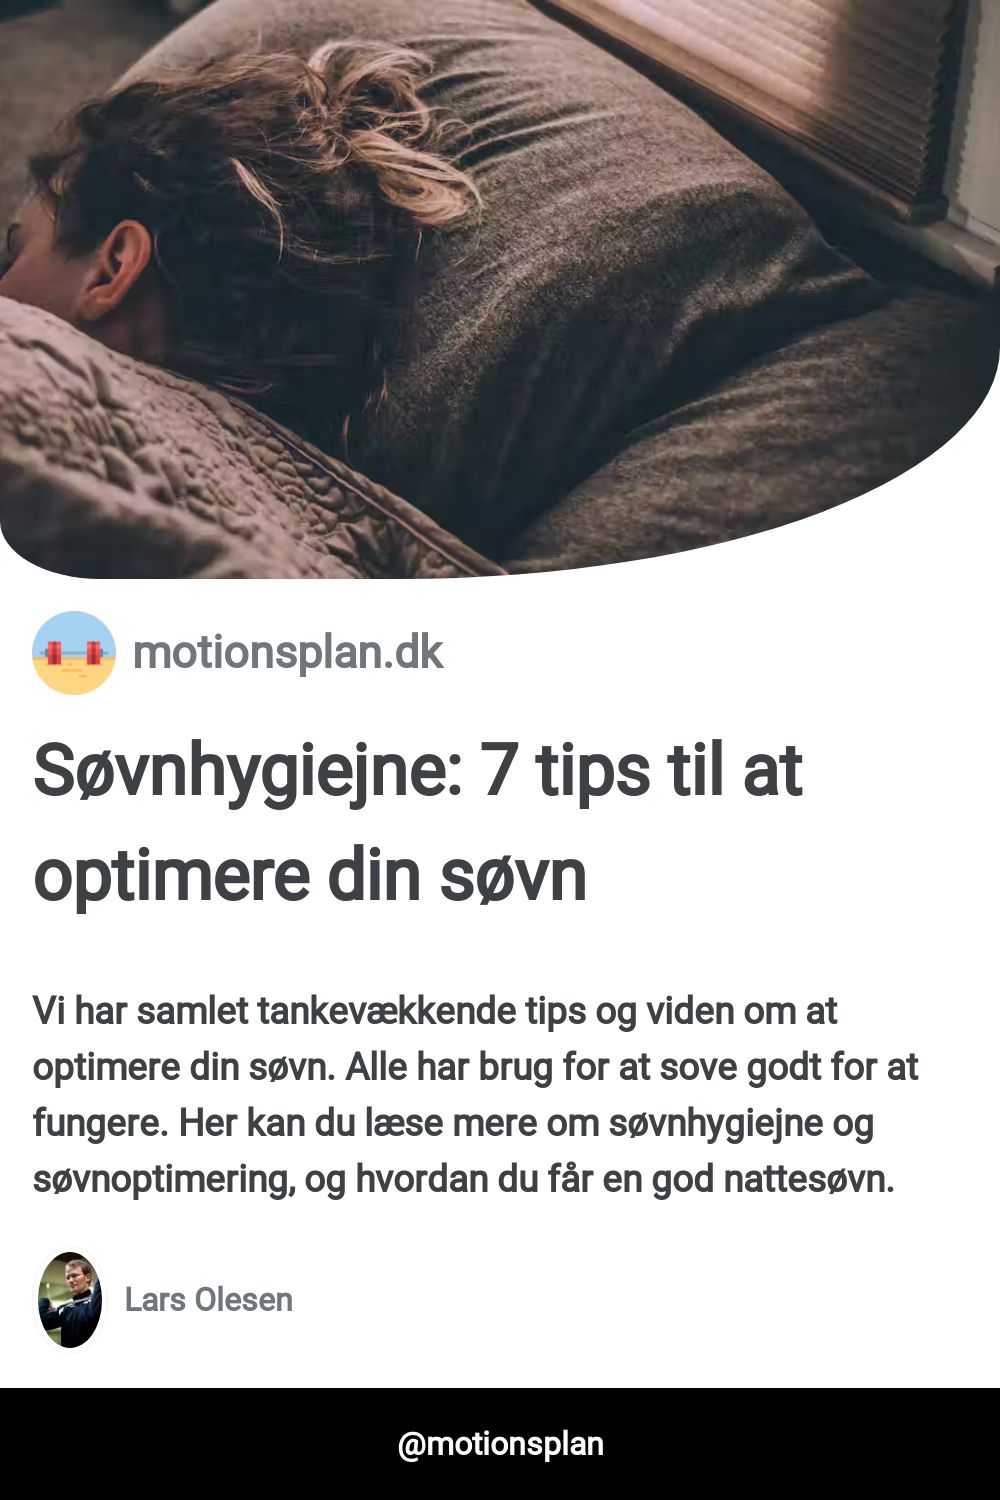 motionsplan.dk
Søvnhygiejne: 7 tips til at
optimere din søvn
Vi har samlet tankevækkende tips og viden om at
optimere din søvn. Alle har brug for at sove godt for at
fungere. Her kan du læse mere om søvnhygiejne og
søvnoptimering, og hvordan du får en god nattesøvn.
Lars Olesen
@motionsplan